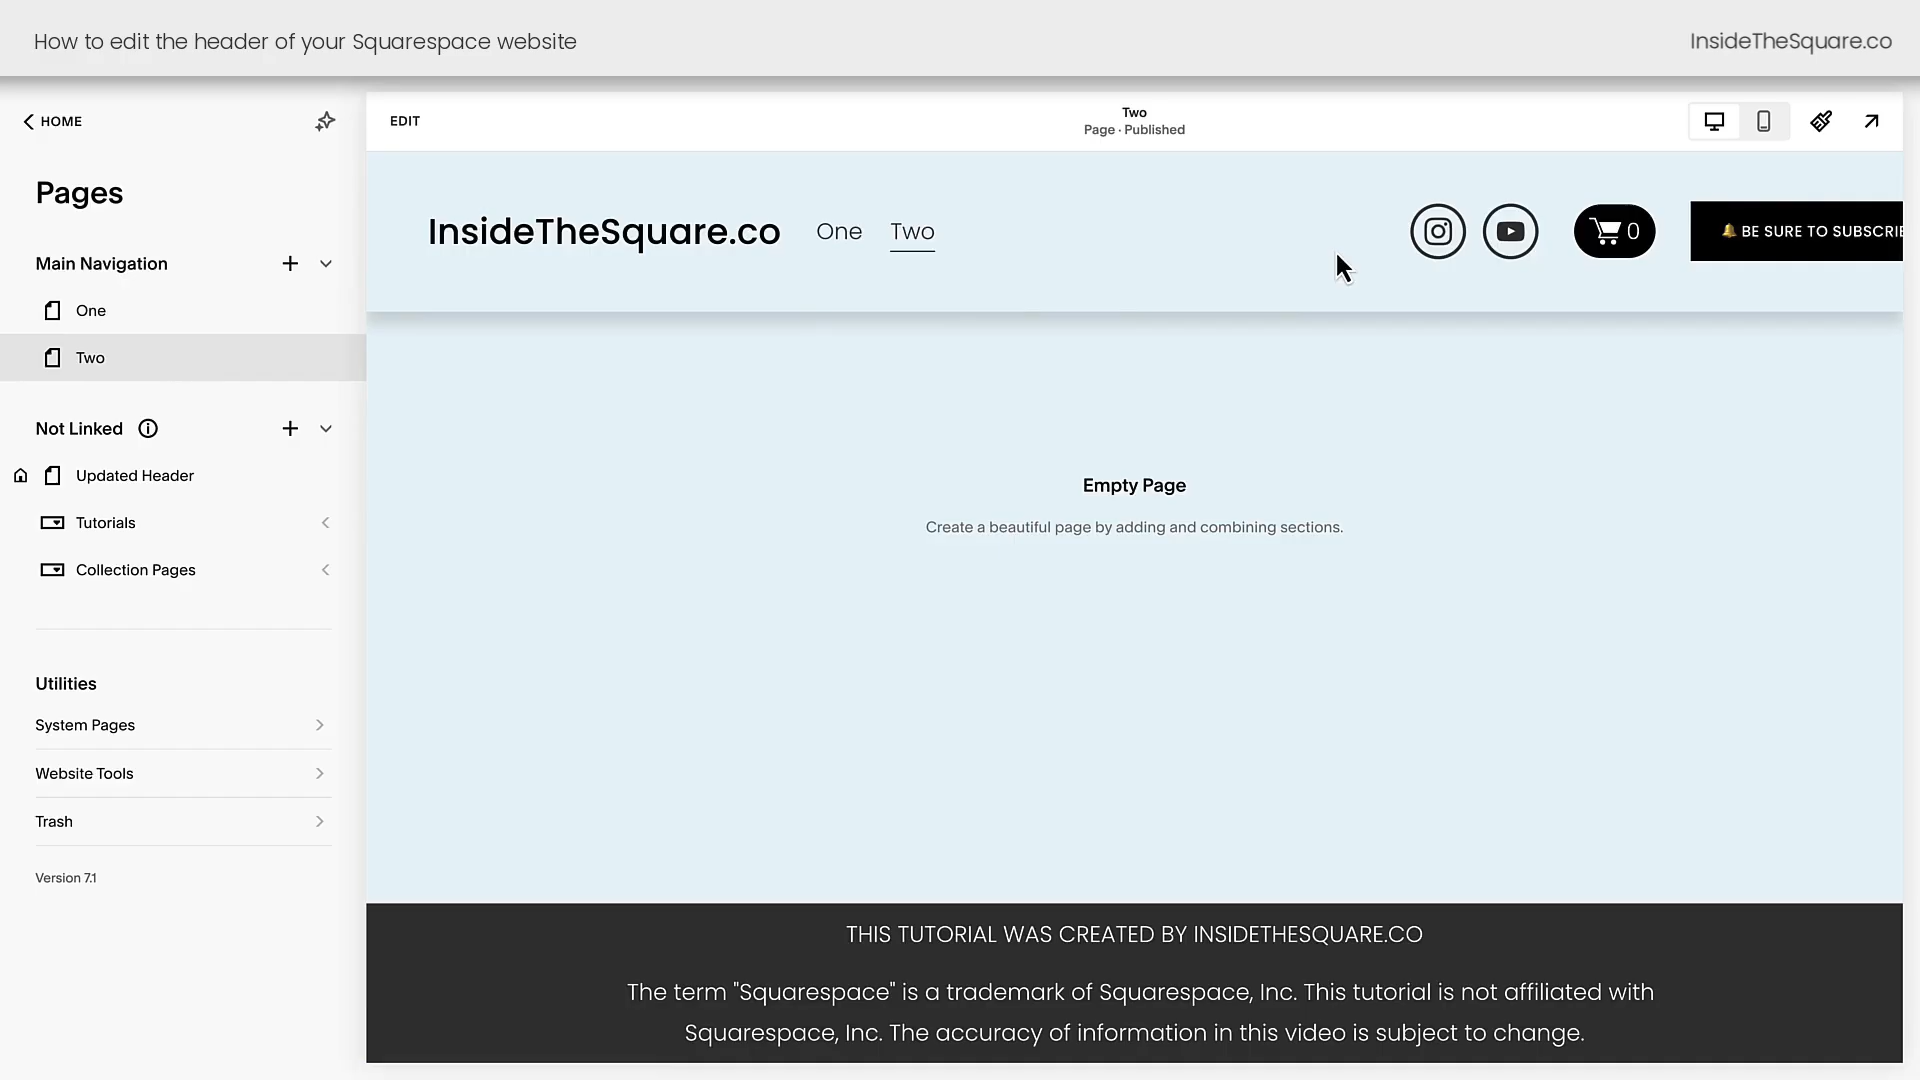 How to edit the header of your Squarespace website
InsideTheSquare.co
HOME
EDIT
Two
Page · Published
Pages
Main Navigation
One
Two
Not Linked
Updated Header
Tutorials
Collection Pages
Utilities
System Pages
Website Tools
Trash
Version 7.1
InsideTheSquare.co
One
Two
0
🔔 BE SURE TO SUBSCRIB
Empty Page
Create a beautiful page by adding and combining sections.
THIS TUTORIAL WAS CREATED BY INSIDETHESQUARE.CO
The term "Squarespace" is a trademark of Squarespace, Inc. This tutorial is not affiliated with
Squarespace, Inc. The accuracy of information in this video is subject to change.